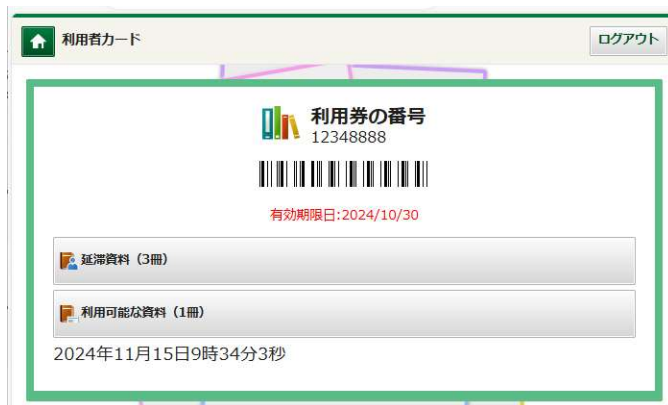 利用者カード
ログアウト
利用券の番号
12348888
有効期限日:2024/10/30
延滞資料（3冊）
利用可能な資料（1冊）
2024年11月15日9時34分3秒